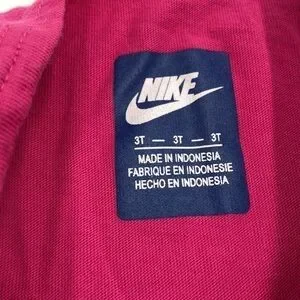 NIKE
3T — 3T — 3T
MADE IN INDONESIA
FABRIQUE EN INDONESIE
HECHO EN INDONESIA